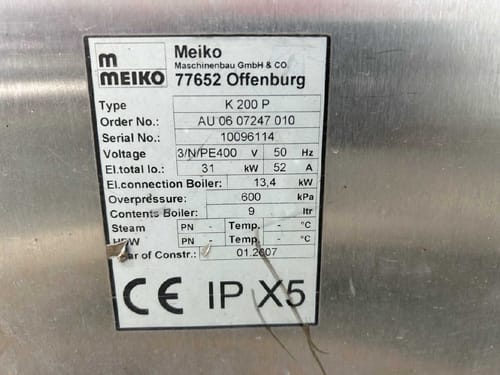 m
MEIKO
Meiko
Maschinenbau GmbH & CO.
77652 Offenburg
Type K 200 P
Order No.: AU 06 07247 010
Serial No.: 10096114
Voltage 3/N/PE400 V 50 Hz
El.total lo.: 31 kW 52 A
El.connection Boiler: 13,4 kW
Overpressure: 600 kPa
Contents Boiler: 9 ltr
Steam PN - Temp. - °C
PN - Temp. - °C
of Constr.: 01.2007
CE IP X5